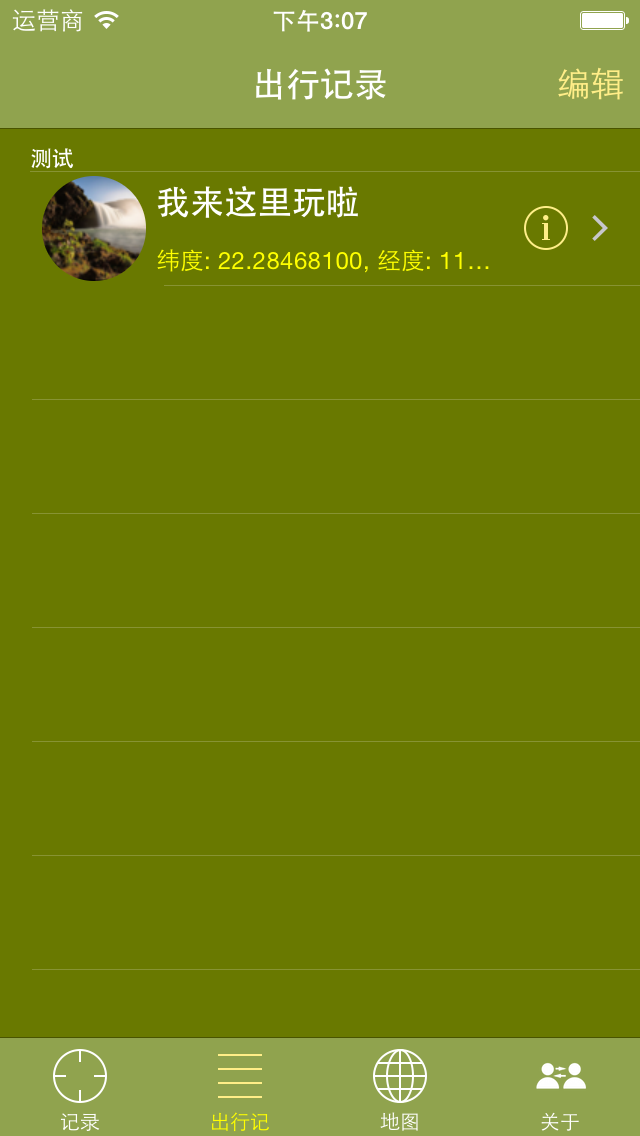 运营商 下午3:07
出行记录 编辑
测试
我来这里玩啦
纬度: 22.28468100, 经度: 11...
记录 出行记 地图 关于